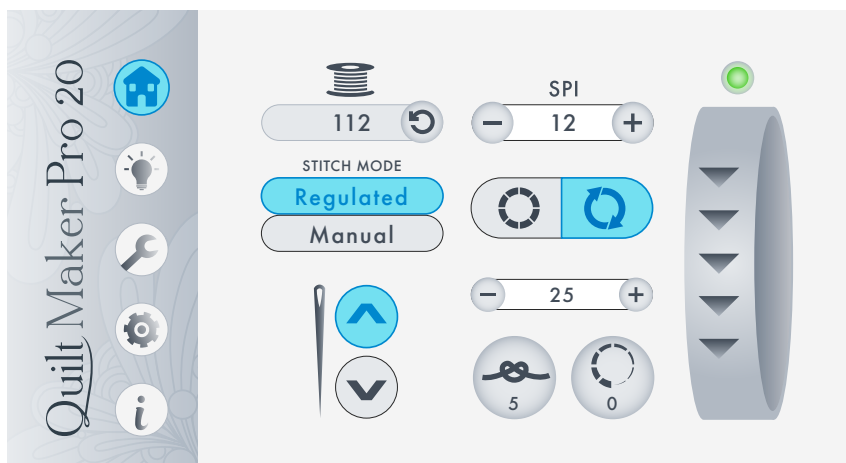 Quilt Maker Pro 20
112
SPI
12
STITCH MODE
Regulated
Manual
25
5
0
i